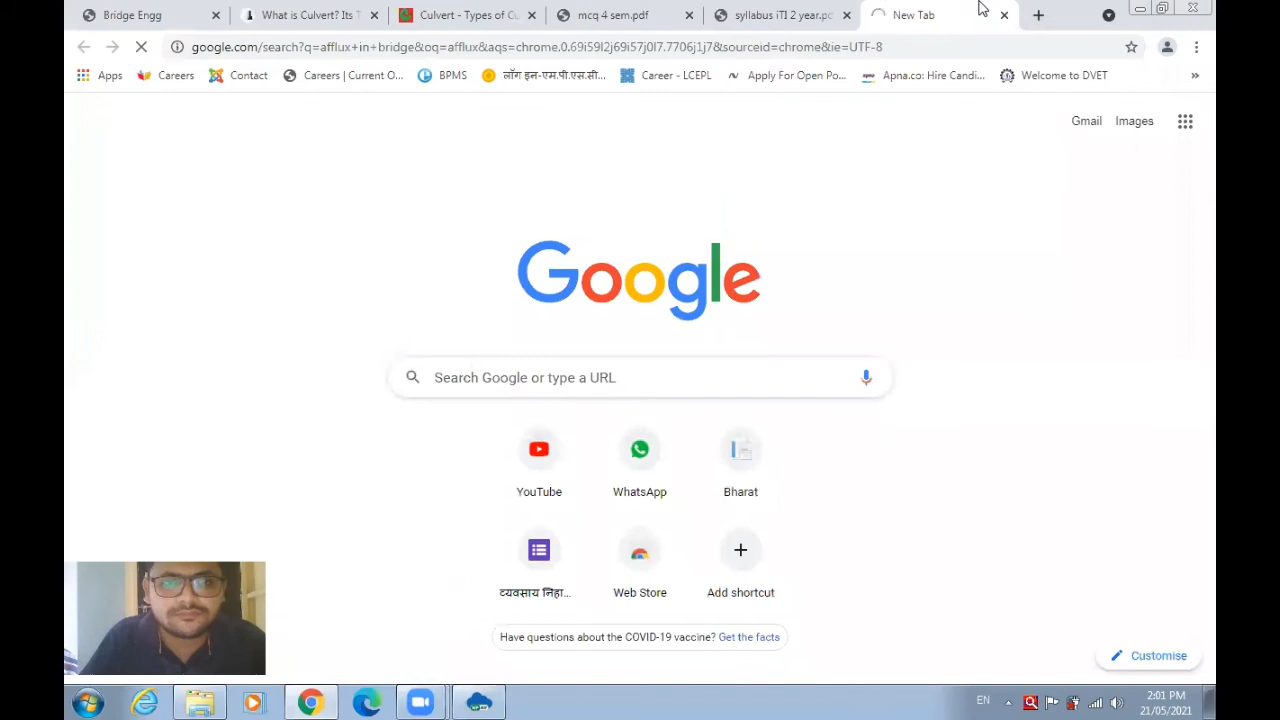 Bridge Engg
What is Culvert? Its T
Culvert - Types of Cu
mcq 4 sem.pdf
syllabus iTI 2 year.pd
New Tab
google.com/search?q=afflux+in+bridge&oq=afflux&aqs=chrome.0.69i59l2j69i57j0l7.7706j1j7&sourceid=chrome&ie=UTF-8
Apps
Careers
Contact
Careers | Current O...
BPMS
लॉग इन-एम.पी.एस.सी...
Career - LCEPL
Apply For Open Po...
Apna.co: Hire Candi...
Welcome to DVET
Gmail
Images
Google
Search Google or type a URL
YouTube
WhatsApp
Bharat
व्यवसाय निहा...
Web Store
Add shortcut
Have questions about the COVID-19 vaccine? Get the facts
Customise
EN
2:01 PM
21/05/2021